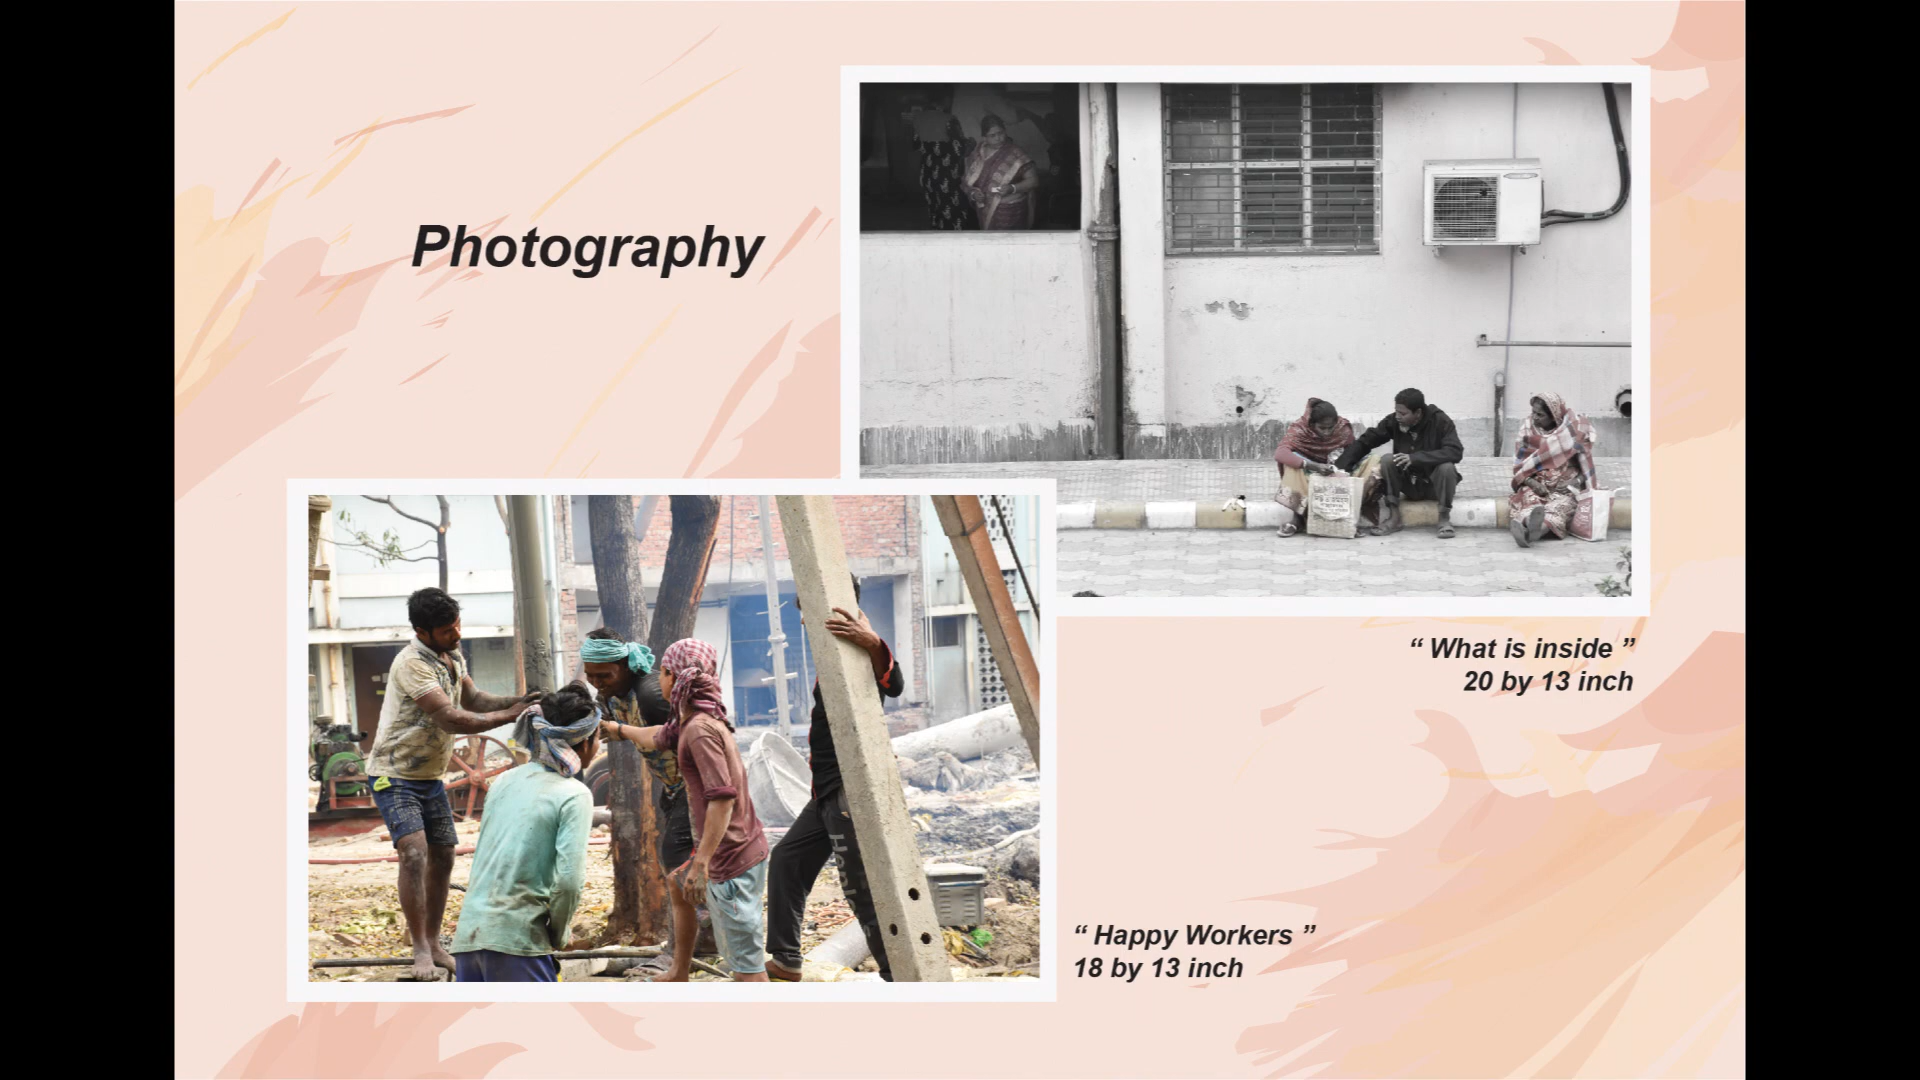 Photography
“ What is inside ”
20 by 13 inch
“ Happy Workers ”
18 by 13 inch